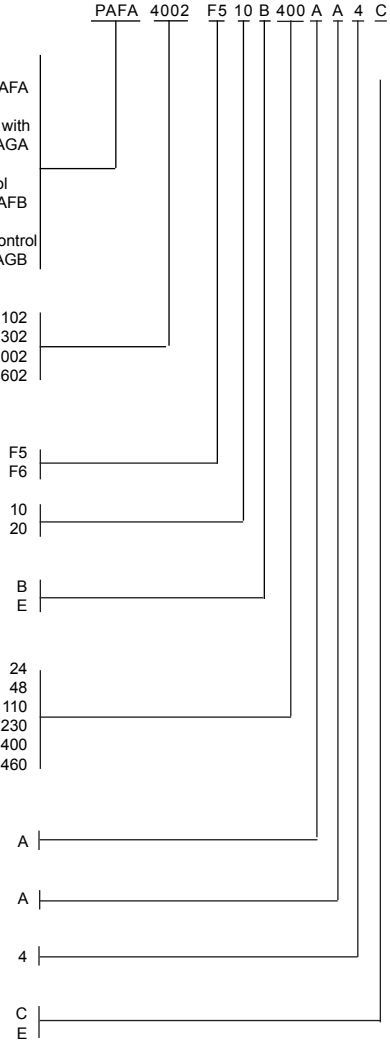 PAFA 4002 F5 10 B 400 A A 4 C
AFA
with
AGA
ol
AFB
ontrol
AGB
102
302
002
602
F5
F6
10
20
B
E
24
48
110
230
400
460
A
A
4
C
E